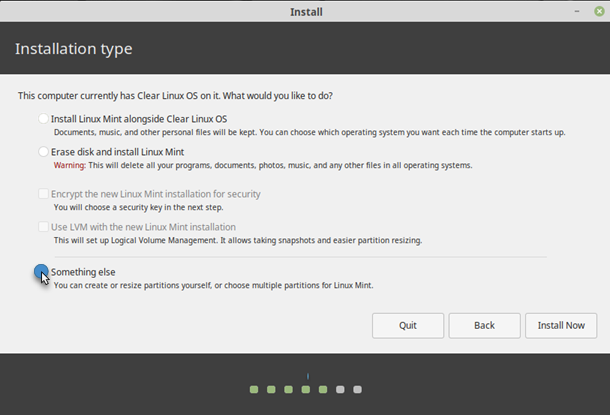 Install
Installation type
This computer currently has Clear Linux OS on it. What would you like to do?
Install Linux Mint alongside Clear Linux OS
Documents, music, and other personal files will be kept. You can choose which operating system you want each time the computer starts up.
Erase disk and install Linux Mint
Warning: This will delete all your programs, documents, photos, music, and any other files in all operating systems.
Encrypt the new Linux Mint installation for security
You will choose a security key in the next step.
Use LVM with the new Linux Mint installation
This will set up Logical Volume Management. It allows taking snapshots and easier partition resizing.
Something else
You can create or resize partitions yourself, or choose multiple partitions for Linux Mint.
Quit Back Install Now